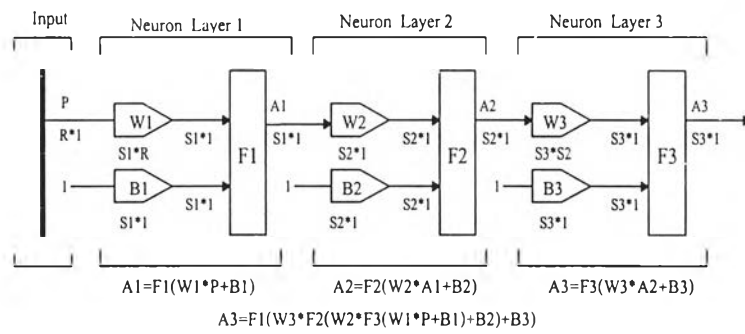 Input Neuron Layer 1 Neuron Layer 2 Neuron Layer 3
P A1 A2 A3
W1 W2 W3
R*1 S1*1 S1*1 S2*1 S2*1 S3*1 S3*1
S1*R F1 S2*1 F2 S3*S2 F3
1 B1 S1*1 1 B2 S2*1 1 B3 S3*1
S1*1 S2*1 S3*1
A1=F1(W1*P+B1) A2=F2(W2*A1+B2) A3=F3(W3*A2+B3)
A3=F1(W3*F2(W2*F3(W1*P+B1)+B2)+B3)